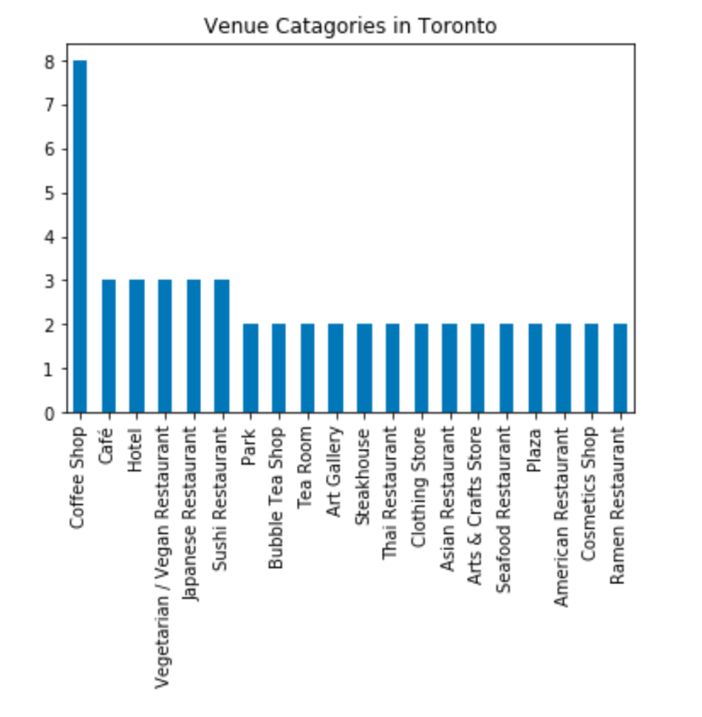 Venue Catagories in Toronto
8
7
6
5
4
3
2
1
0
Coffee Shop
Café
Hotel
Vegetarian / Vegan Restaurant
Japanese Restaurant
Sushi Restaurant
Park
Bubble Tea Shop
Tea Room
Art Gallery
Steakhouse
Thai Restaurant
Clothing Store
Asian Restaurant
Arts & Crafts Store
Seafood Restaurant
Plaza
American Restaurant
Cosmetics Shop
Ramen Restaurant